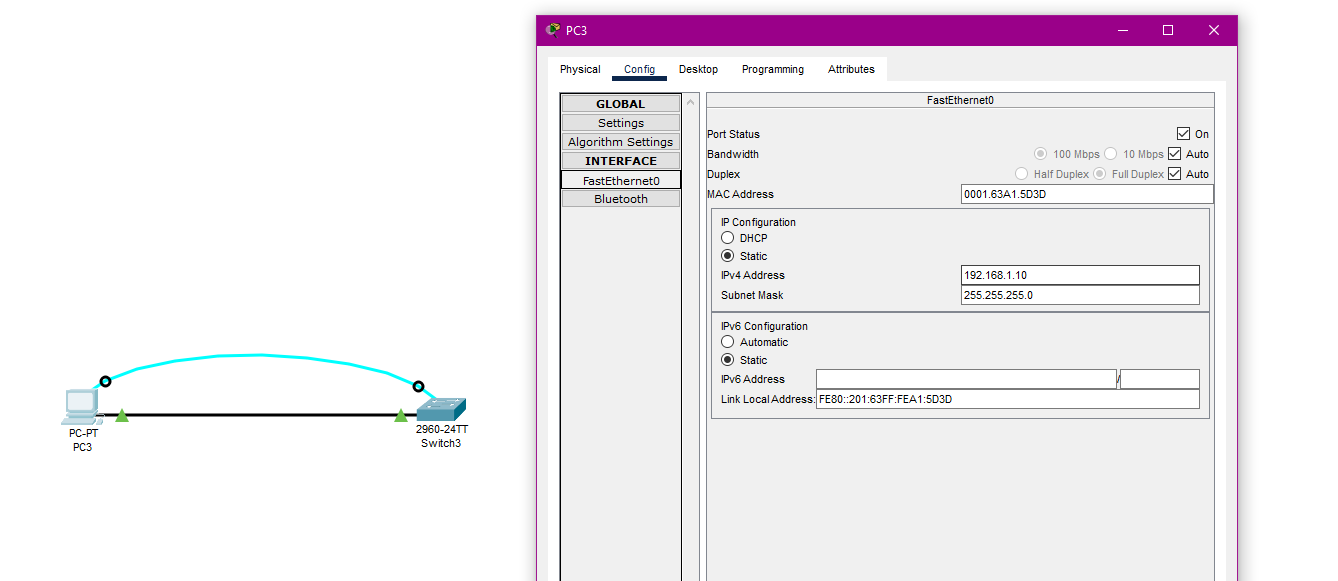 PC3
Physical Config Desktop Programming Attributes
GLOBAL
Settings
Algorithm Settings
INTERFACE
FastEthernet0
Bluetooth
FastEthernet0
Port Status On
Bandwidth 100 Mbps 10 Mbps Auto
Duplex Half Duplex Full Duplex Auto
MAC Address 0001.63A1.5D3D
IP Configuration
DHCP
Static
IPv4 Address 192.168.1.10
Subnet Mask 255.255.255.0
IPv6 Configuration
Automatic
Static
IPv6 Address /
Link Local Address: FE80::201:63FF:FEA1:5D3D
PC-PT
PC3
2960-24TT
Switch3